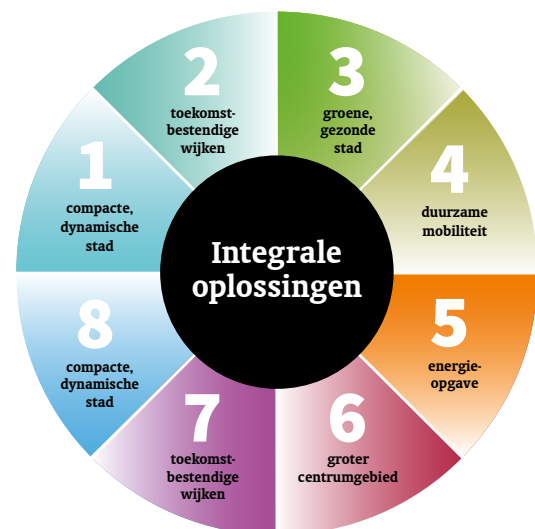 Integrale
oplossingen
1
compacte,
dynamische
stad
2
toekomst-
bestendige
wijken
3
groene,
gezonde
stad
4
duurzame
mobiliteit
5
energie-
opgave
6
groter
centrumgebied
7
toekomst-
bestendige
wijken
8
compacte,
dynamische
stad